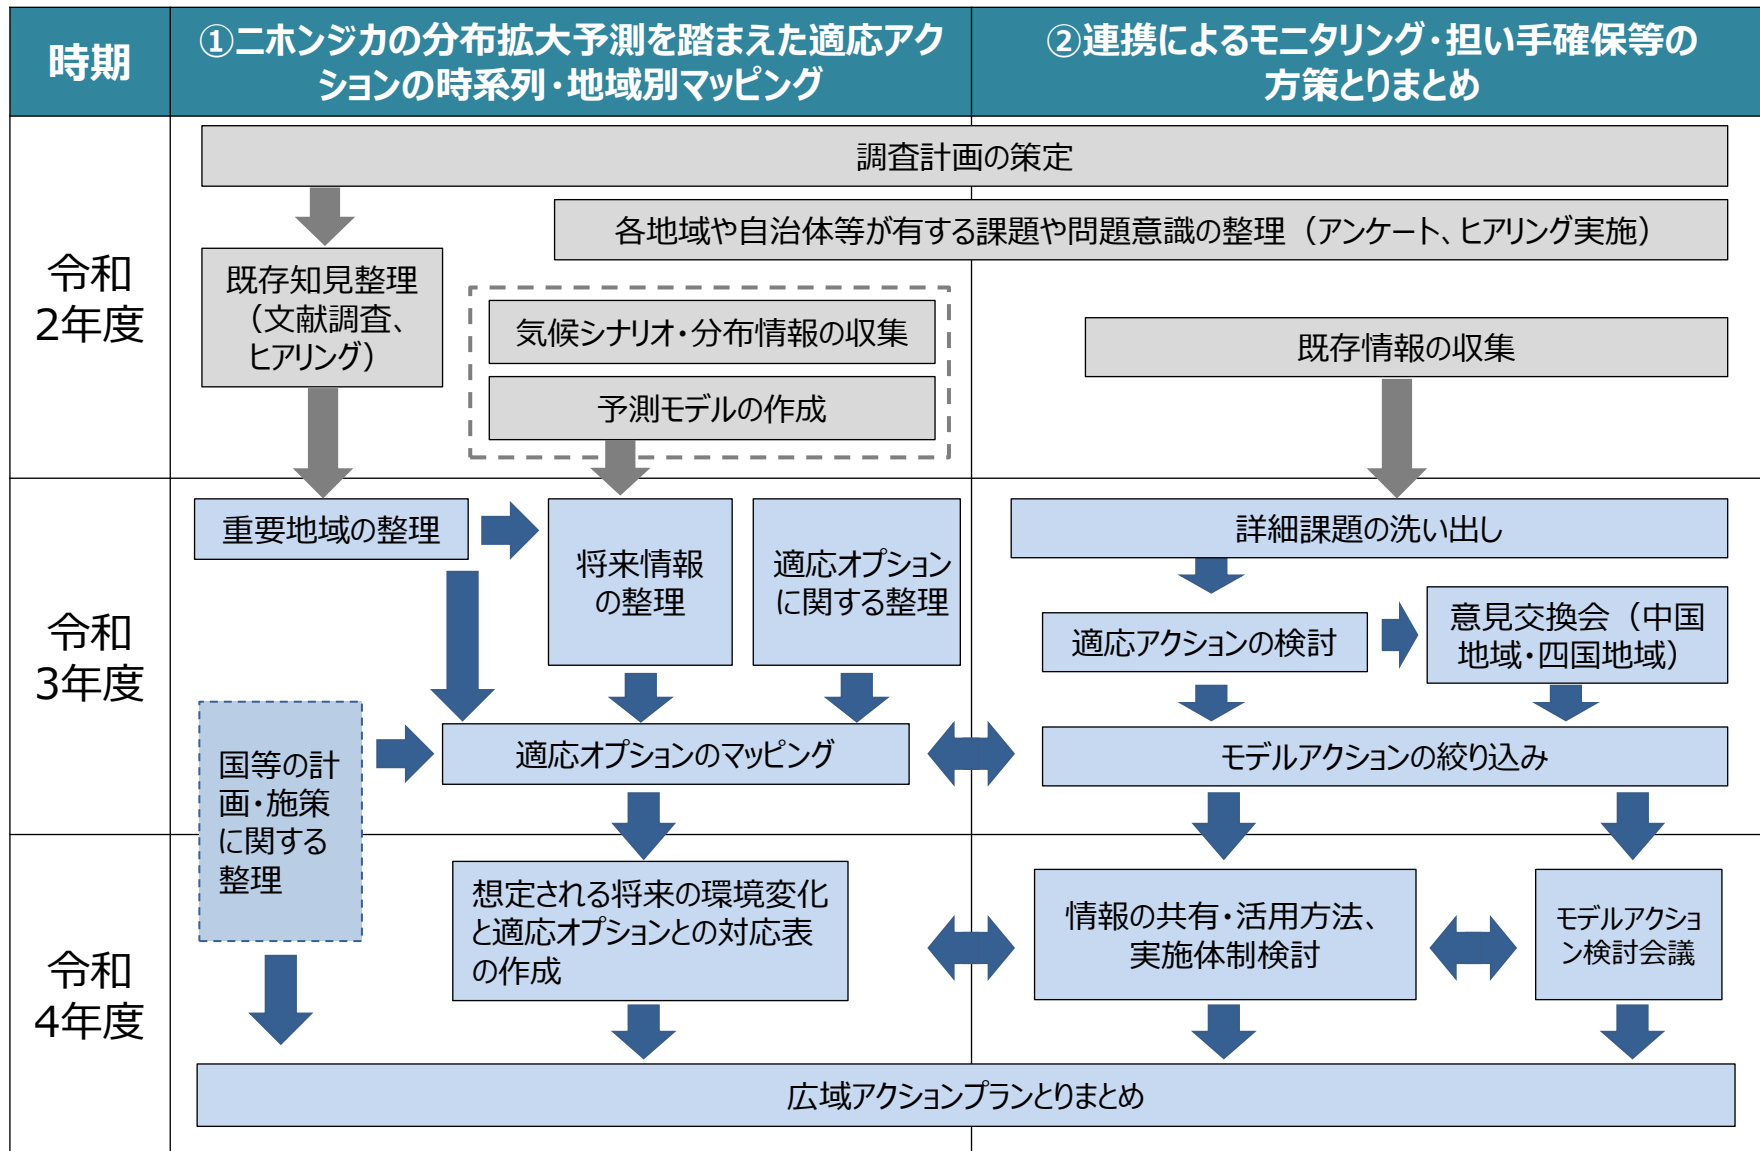 時期
①ニホンジカの分布拡大予測を踏まえた適応アク
ションの時系列・地域別マッピング
②連携によるモニタリング・担い手確保等の
方策とりまとめ
令和
2年度
調査計画の策定
各地域や自治体等が有する課題や問題意識の整理（アンケート、ヒアリング実施）
既存知見整理
（文献調査、
ヒアリング）
気候シナリオ・分布情報の収集
予測モデルの作成
既存情報の収集
令和
3年度
重要地域の整理
将来情報
の整理
適応オプション
に関する整理
詳細課題の洗い出し
適応アクションの検討
意見交換会（中国
地域・四国地域）
国等の計
画・施策
に関する
整理
適応オプションのマッピング
モデルアクションの絞り込み
令和
4年度
想定される将来の環境変化
と適応オプションとの対応表
の作成
情報の共有・活用方法、
実施体制検討
モデルアクショ
ン検討会議
広域アクションプランとりまとめ